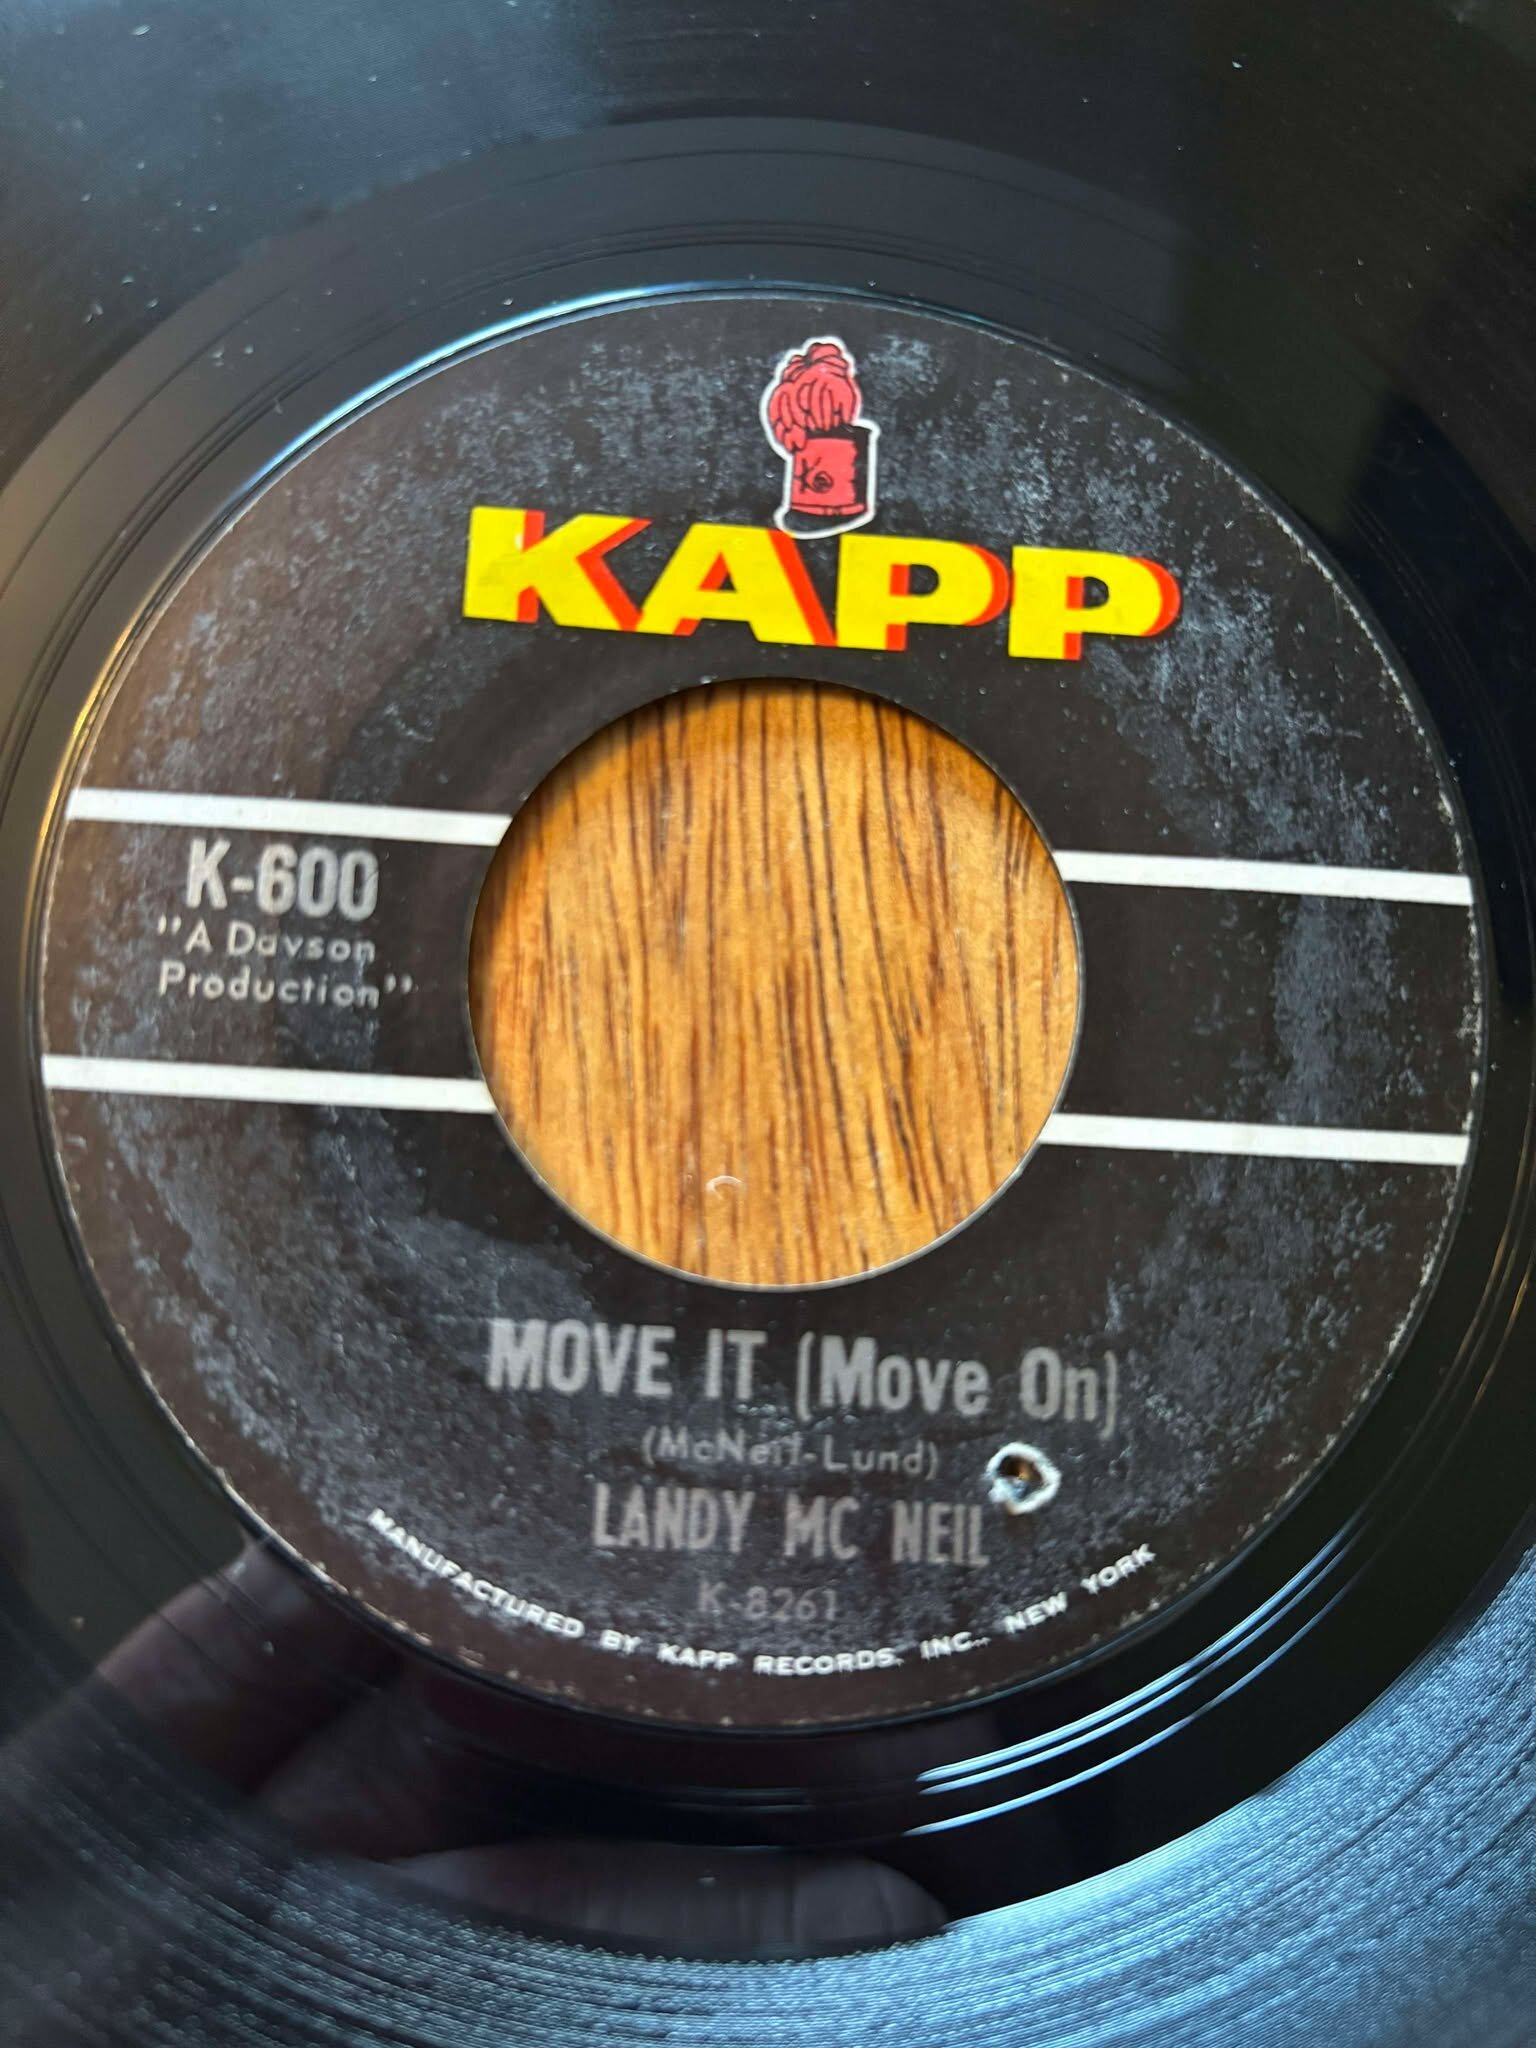 KAPP
K-600
"A Davson
Production"
MOVE IT (Move On)
(McNeil-Lund)
LANDY MC NEIL
K-8261
MANUFACTURED BY KAPP RECORDS, INC., NEW YORK